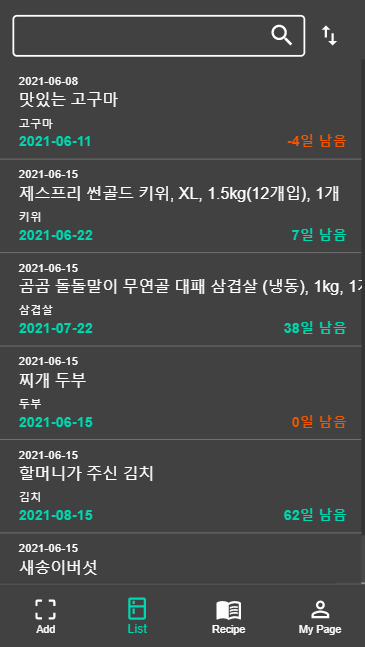 2021-06-08
맛있는 고구마
고구마
2021-06-11 -4일 남음
2021-06-15
제스프리 썬골드 키위, XL, 1.5kg(12개입), 1개
키위
2021-06-22 7일 남음
2021-06-15
곰곰 돌돌말이 무연골 대패 삼겹살 (냉동), 1kg, 1
삼겹살
2021-07-22 38일 남음
2021-06-15
찌개 두부
두부
2021-06-15 0일 남음
2021-06-15
할머니가 주신 김치
김치
2021-08-15 62일 남음
2021-06-15
새송이버섯
Add List Recipe My Page